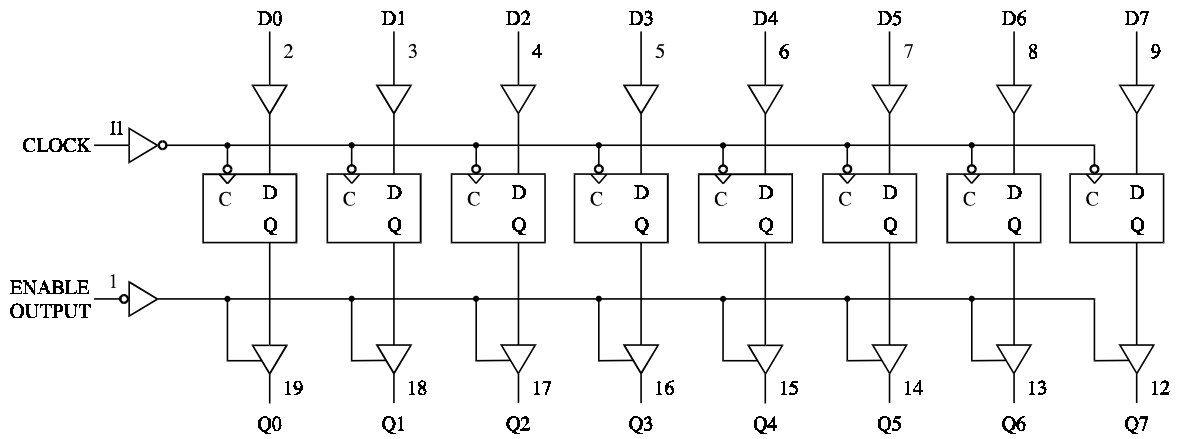 D0 D1 D2 D3 D4 D5 D6 D7
2 3 4 5 6 7 8 9
CLOCK I1
C D C D C D C D C D C D C D C D
Q Q Q Q Q Q Q Q
ENABLE 1
OUTPUT
19 18 17 16 15 14 13 12
Q0 Q1 Q2 Q3 Q4 Q5 Q6 Q7